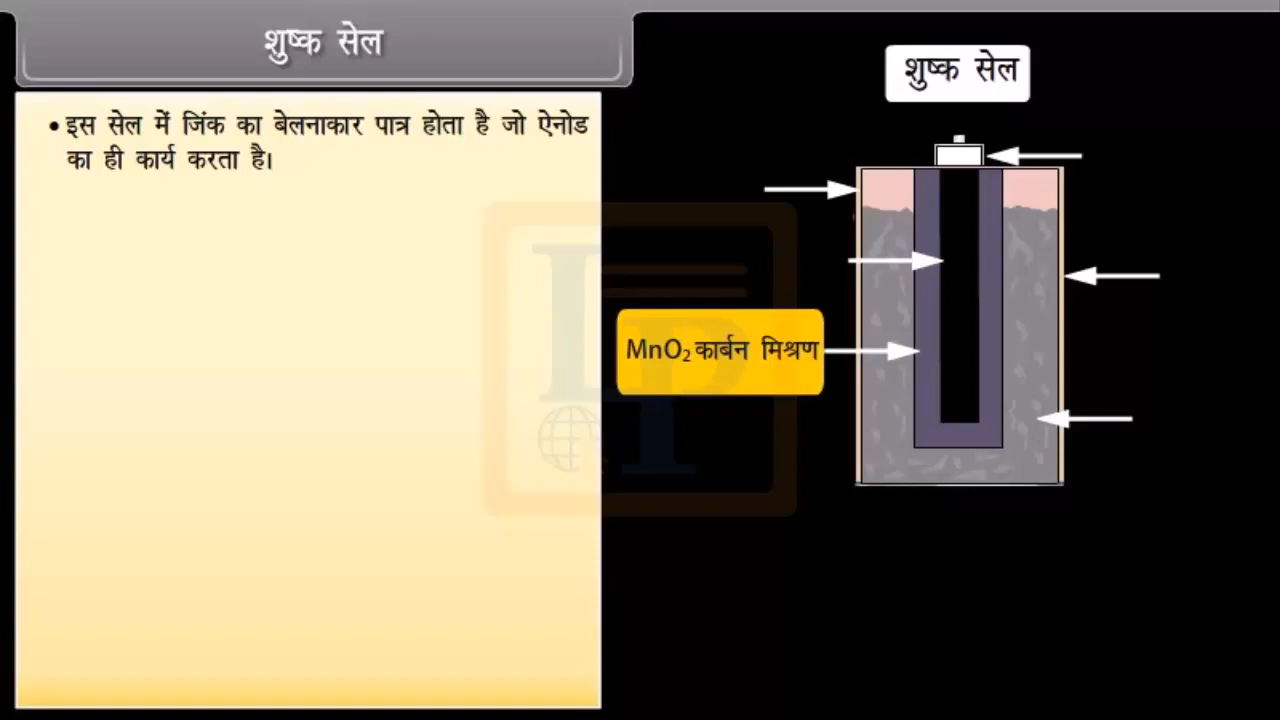 शुष्क सेल
• इस सेल में जिंक का बेलनाकार पात्र होता है जो ऐनोड
का ही कार्य करता है।
शुष्क सेल
MnO₂ कार्बन मिश्रण